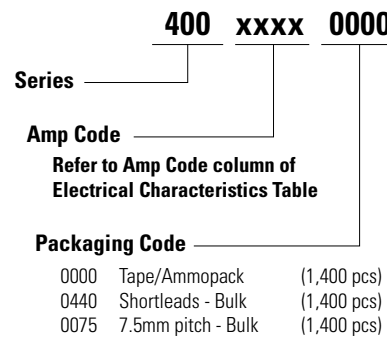 400 xxxx 0000
Series
Amp Code
Refer to Amp Code column of
Electrical Characteristics Table
Packaging Code
0000 Tape/Ammopack (1,400 pcs)
0440 Shortleads - Bulk (1,400 pcs)
0075 7.5mm pitch - Bulk (1,400 pcs)